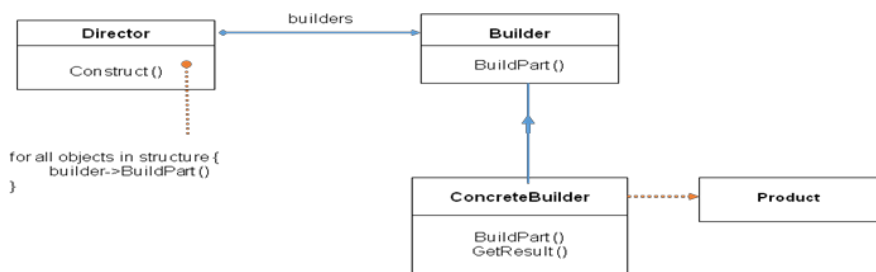 builders
Director
Construct()
for all objects in structure {
builder->BuildPart()
}
Builder
BuildPart()
ConcreteBuilder
BuildPart()
GetResult()
Product